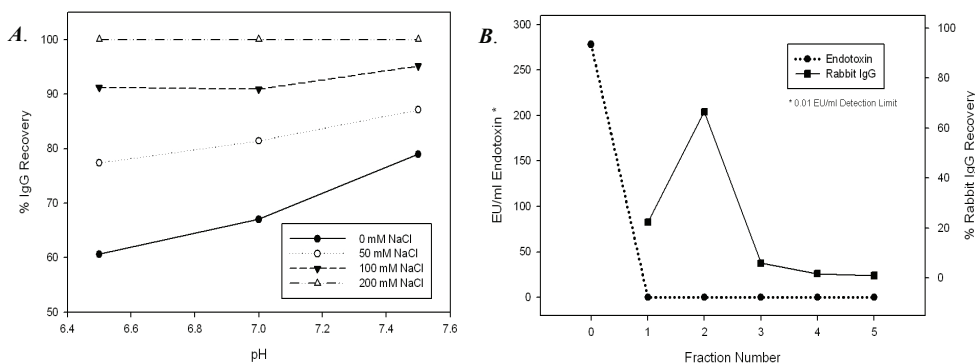 A.
% IgG Recovery
100
90
80
70
60
50
6.4
6.6
6.8
7.0
7.2
7.4
7.6
pH
0 mM NaCl
50 mM NaCl
100 mM NaCl
200 mM NaCl
B.
EU/ml Endotoxin *
300
250
200
150
100
50
0
0
1
2
3
4
5
Fraction Number
Endotoxin
Rabbit IgG
* 0.01 EU/ml Detection Limit
100
80
60
40
20
0
% Rabbit IgG Recovery